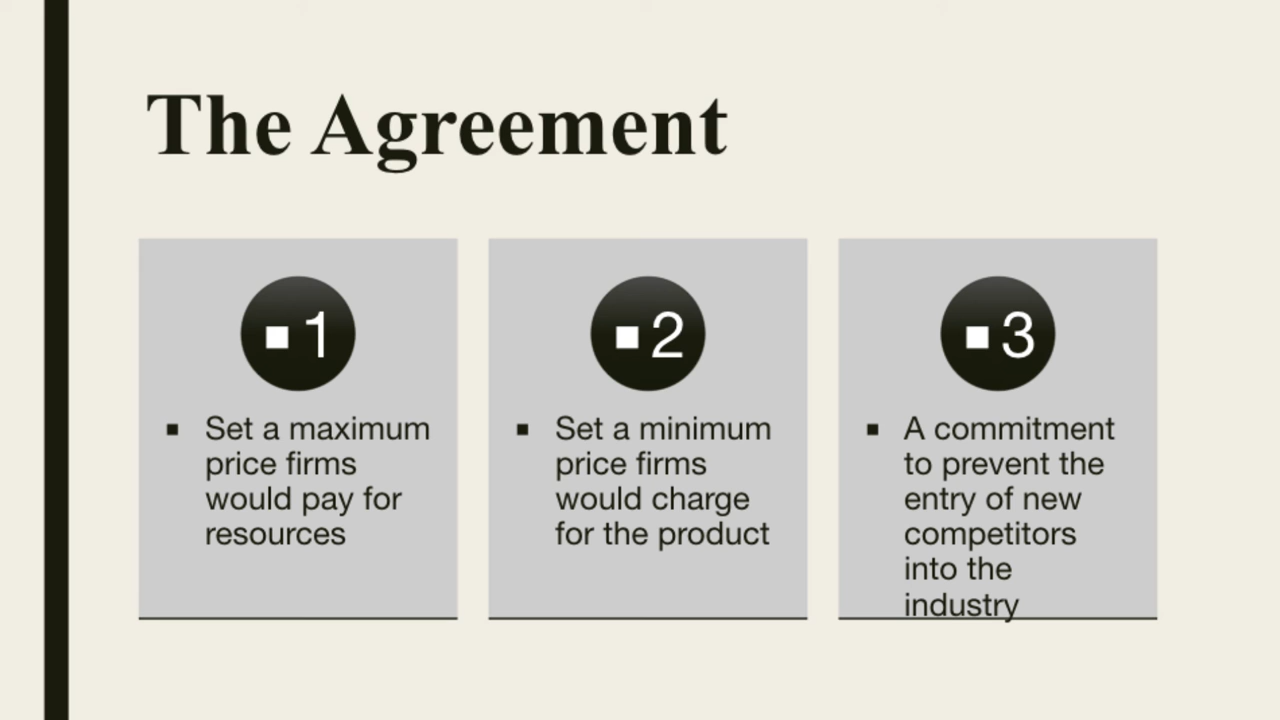 The Agreement
▪ 1
▪ Set a maximum
price firms
would pay for
resources
▪ 2
▪ Set a minimum
price firms
would charge
for the product
▪ 3
▪ A commitment
to prevent the
entry of new
competitors
into the
industry